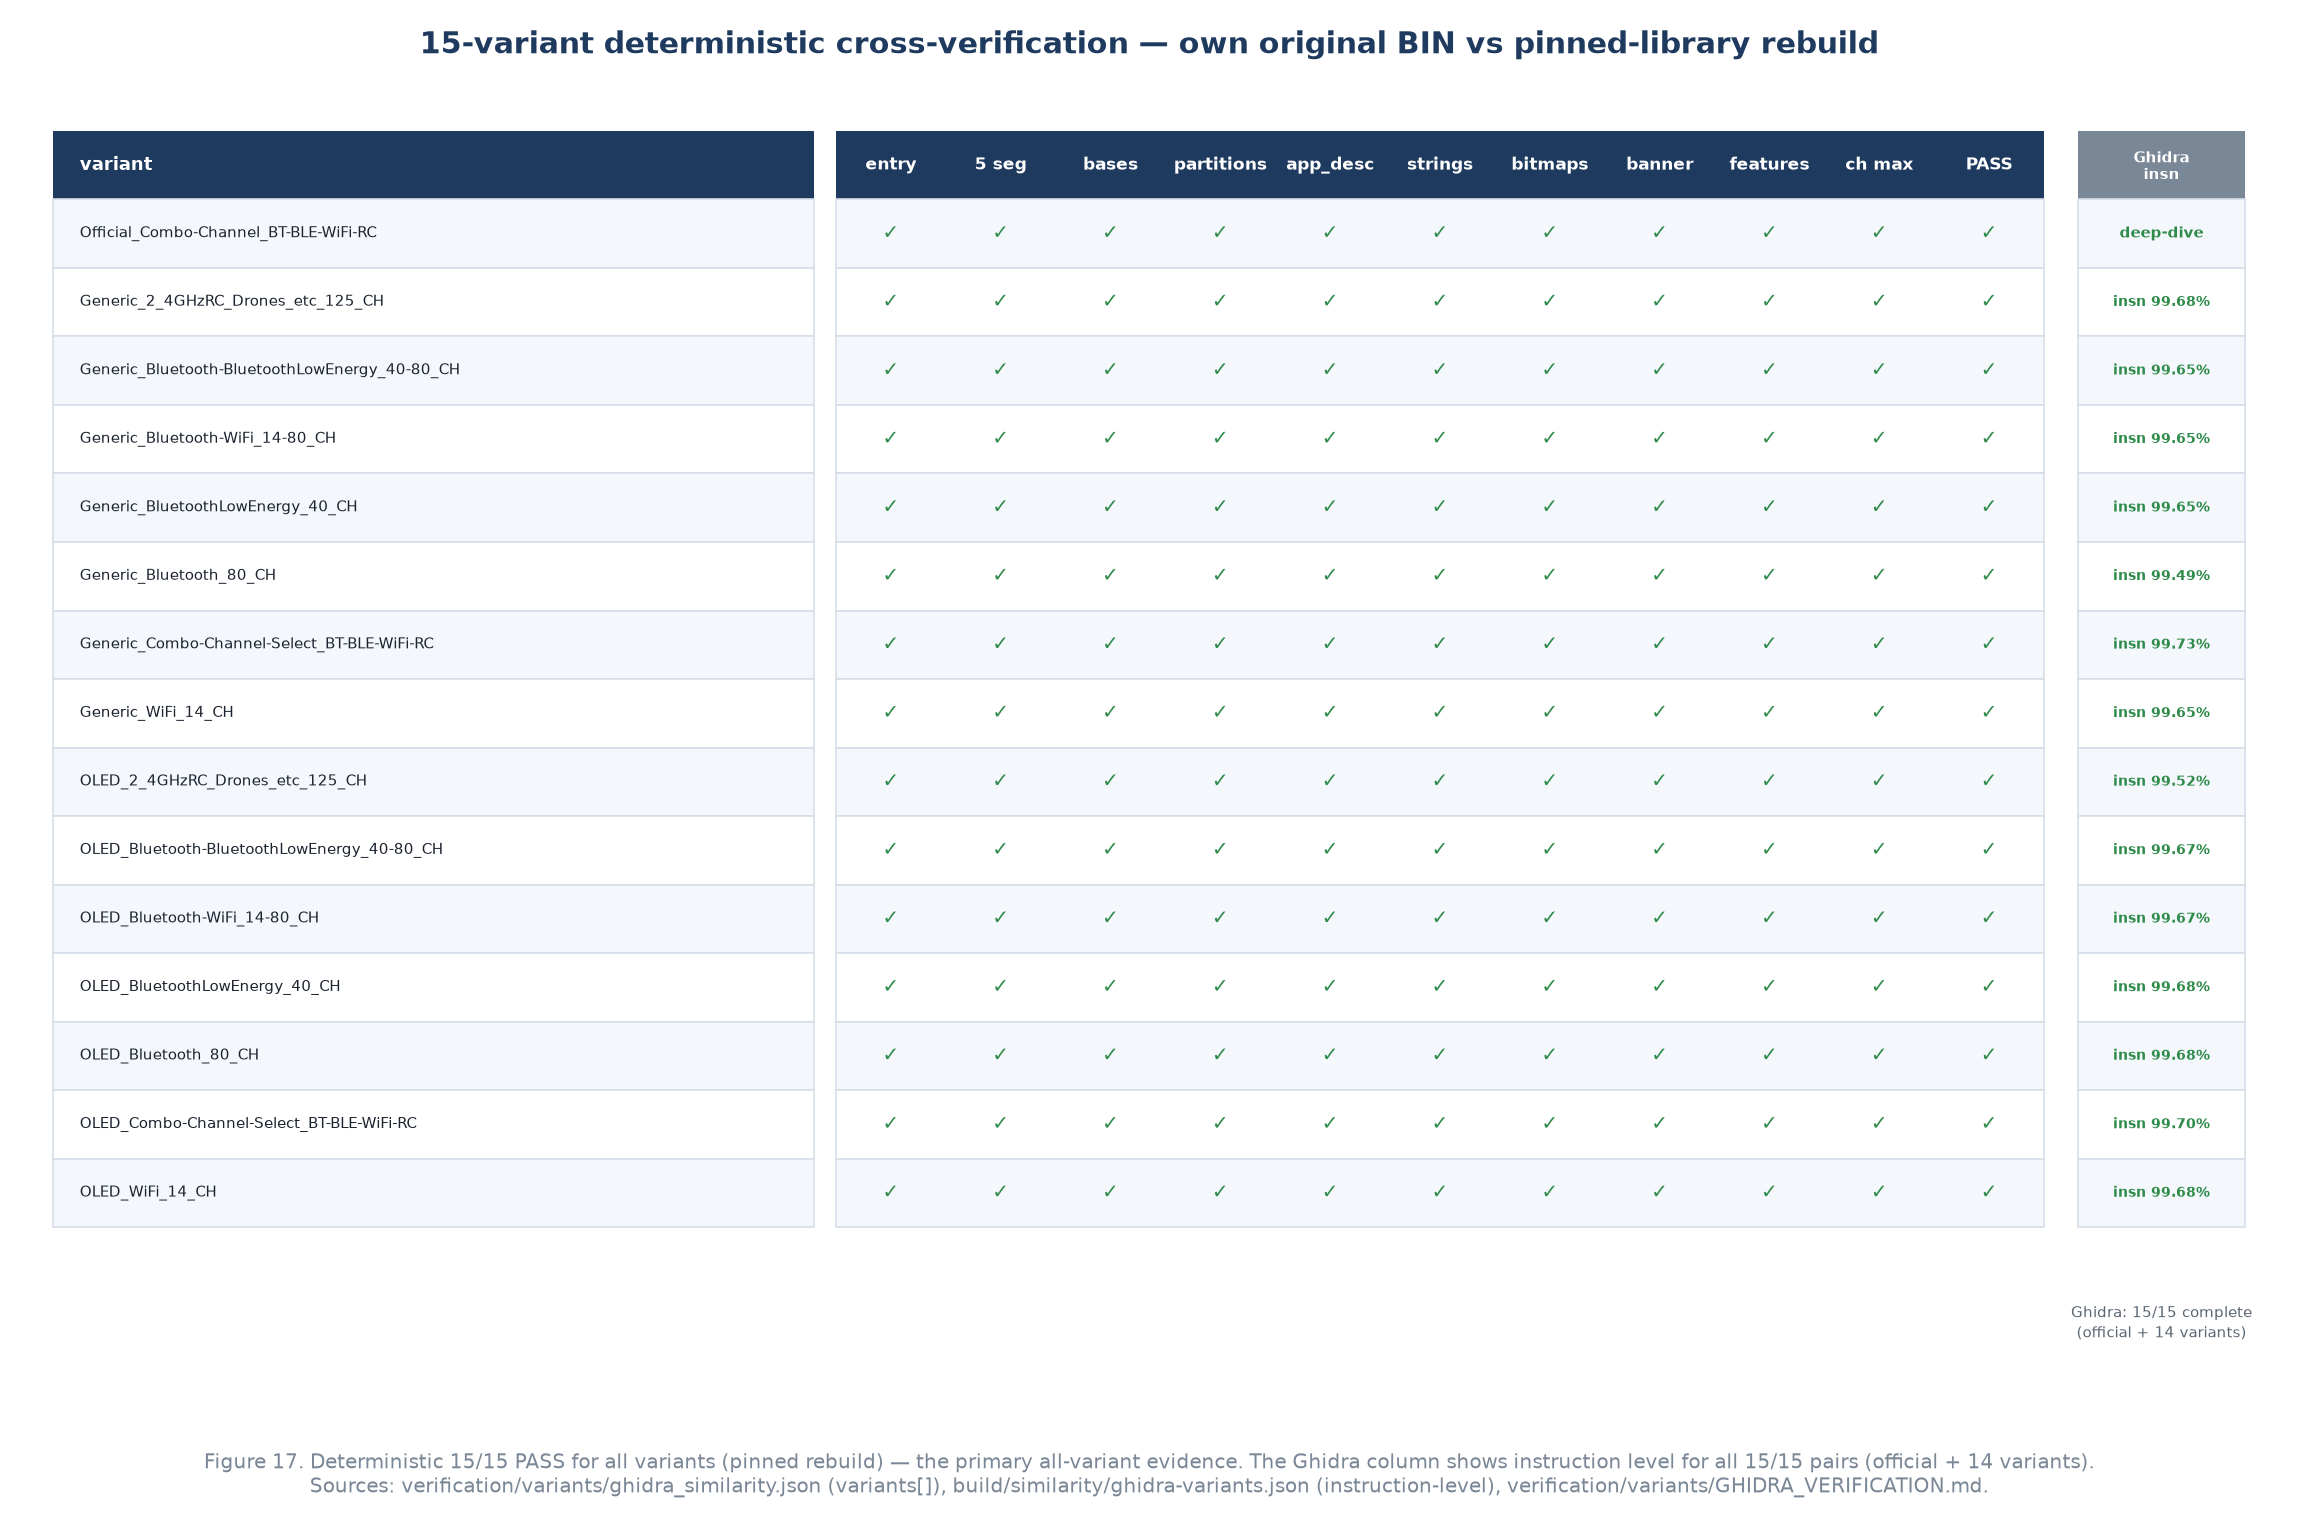 15-variant deterministic cross-verification — own original BIN vs pinned-library rebuild
variant entry 5 seg bases partitions app_desc strings bitmaps banner features ch max PASS Ghidra
insn
Official_Combo-Channel_BT-BLE-WiFi-RC ✓ ✓ ✓ ✓ ✓ ✓ ✓ ✓ ✓ ✓ ✓ deep-dive
Generic_2_4GHzRC_Drones_etc_125_CH ✓ ✓ ✓ ✓ ✓ ✓ ✓ ✓ ✓ ✓ ✓ insn 99.68%
Generic_Bluetooth-BluetoothLowEnergy_40-80_CH ✓ ✓ ✓ ✓ ✓ ✓ ✓ ✓ ✓ ✓ ✓ insn 99.65%
Generic_Bluetooth-WiFi_14-80_CH ✓ ✓ ✓ ✓ ✓ ✓ ✓ ✓ ✓ ✓ ✓ insn 99.65%
Generic_BluetoothLowEnergy_40_CH ✓ ✓ ✓ ✓ ✓ ✓ ✓ ✓ ✓ ✓ ✓ insn 99.65%
Generic_Bluetooth_80_CH ✓ ✓ ✓ ✓ ✓ ✓ ✓ ✓ ✓ ✓ ✓ insn 99.49%
Generic_Combo-Channel-Select_BT-BLE-WiFi-RC ✓ ✓ ✓ ✓ ✓ ✓ ✓ ✓ ✓ ✓ ✓ insn 99.73%
Generic_WiFi_14_CH ✓ ✓ ✓ ✓ ✓ ✓ ✓ ✓ ✓ ✓ ✓ insn 99.65%
OLED_2_4GHzRC_Drones_etc_125_CH ✓ ✓ ✓ ✓ ✓ ✓ ✓ ✓ ✓ ✓ ✓ insn 99.52%
OLED_Bluetooth-BluetoothLowEnergy_40-80_CH ✓ ✓ ✓ ✓ ✓ ✓ ✓ ✓ ✓ ✓ ✓ insn 99.67%
OLED_Bluetooth-WiFi_14-80_CH ✓ ✓ ✓ ✓ ✓ ✓ ✓ ✓ ✓ ✓ ✓ insn 99.67%
OLED_BluetoothLowEnergy_40_CH ✓ ✓ ✓ ✓ ✓ ✓ ✓ ✓ ✓ ✓ ✓ insn 99.68%
OLED_Bluetooth_80_CH ✓ ✓ ✓ ✓ ✓ ✓ ✓ ✓ ✓ ✓ ✓ insn 99.68%
OLED_Combo-Channel-Select_BT-BLE-WiFi-RC ✓ ✓ ✓ ✓ ✓ ✓ ✓ ✓ ✓ ✓ ✓ insn 99.70%
OLED_WiFi_14_CH ✓ ✓ ✓ ✓ ✓ ✓ ✓ ✓ ✓ ✓ ✓ insn 99.68%
Ghidra: 15/15 complete
(official + 14 variants)
Figure 17. Deterministic 15/15 PASS for all variants (pinned rebuild) — the primary all-variant evidence. The Ghidra column shows instruction level for all 15/15 pairs (official + 14 variants).
Sources: verification/variants/ghidra_similarity.json (variants[]), build/similarity/ghidra-variants.json (instruction-level), verification/variants/GHIDRA_VERIFICATION.md.